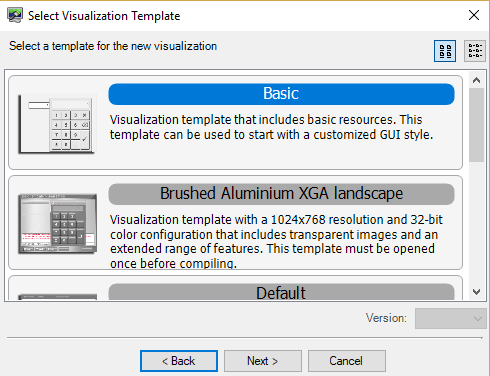 Select Visualization Template
Select a template for the new visualization
Basic
Visualization template that includes basic resources. This
template can be used to start with a customized GUI style.
Brushed Aluminium XGA landscape
Visualization template with a 1024x768 resolution and 32-bit
color configuration that includes transparent images and an
extended range of features. This template must be opened
once before compiling.
Default
Version:
< Back
Next >
Cancel